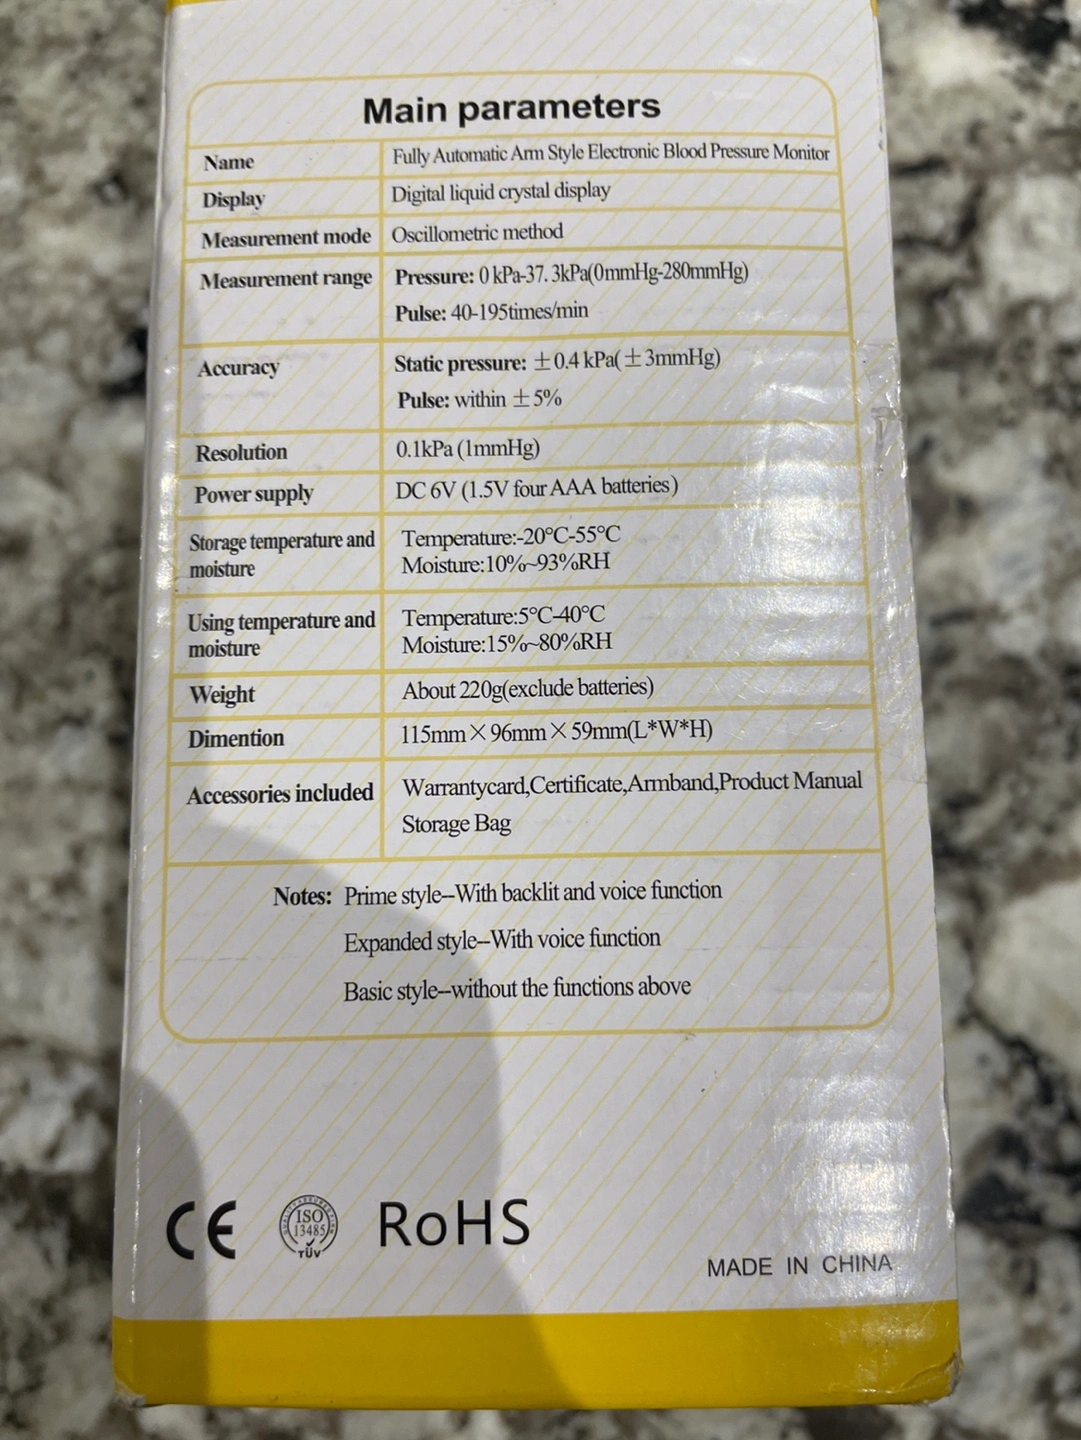 Main parameters
Name Fully Automatic Arm Style Electronic Blood Pressure Monitor
Display Digital liquid crystal display
Measurement mode Oscillometric method
Measurement range Pressure: 0 kPa-37.3kPa(0mmHg-280mmHg)
Pulse: 40-195times/min
Accuracy Static pressure: ±0.4 kPa(±3mmHg)
Pulse: within ±5%
Resolution 0.1kPa (1mmHg)
Power supply DC 6V (1.5V four AAA batteries)
Storage temperature and Temperature:-20°C-55°C
moisture Moisture:10%~93%RH
Using temperature and Temperature:5°C-40°C
moisture Moisture:15%~80%RH
Weight About 220g(exclude batteries)
Dimention 115mm×96mm×59mm(L*W*H)
Accessories included Warrantycard,Certificate,Armband,Product Manual
Storage Bag
Notes: Prime style--With backlit and voice function
Expanded style--With voice function
Basic style--without the functions above
CE ISO 13485 TÜV RoHS
MADE IN CHINA